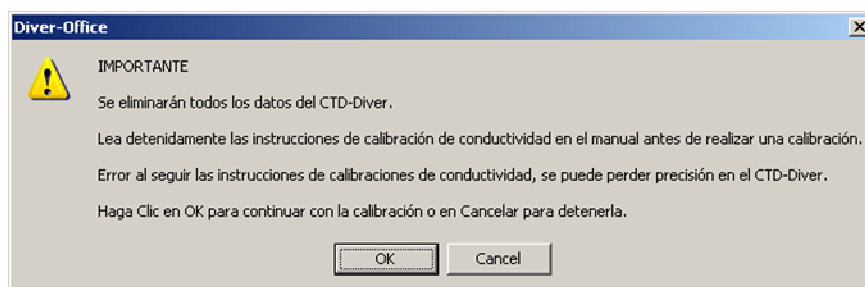 Diver-Office
IMPORTANTE
Se eliminarán todos los datos del CTD-Diver.
Lea detenidamente las instrucciones de calibración de conductividad en el manual antes de realizar una calibración.
Error al seguir las instrucciones de calibraciones de conductividad, se puede perder precisión en el CTD-Diver.
Haga Clic en OK para continuar con la calibración o en Cancelar para detenerla.
OK Cancel